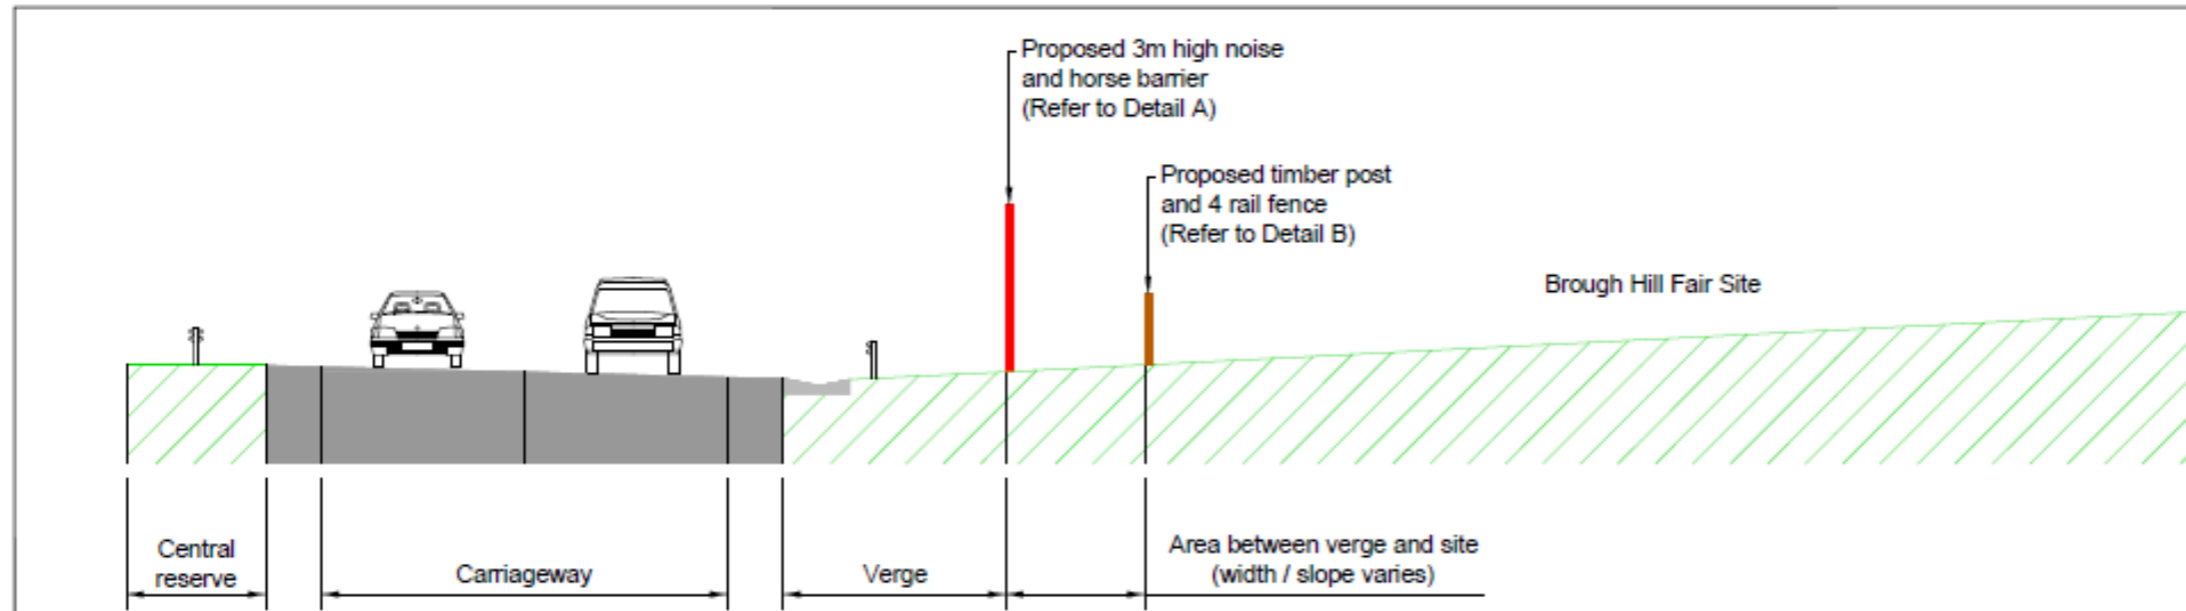 Proposed 3m high noise
and horse barrier
(Refer to Detail A)
Proposed timber post
and 4 rail fence
(Refer to Detail B)
Brough Hill Fair Site
Central
reserve
Carriageway
Verge
Area between verge and site
(width / slope varies)